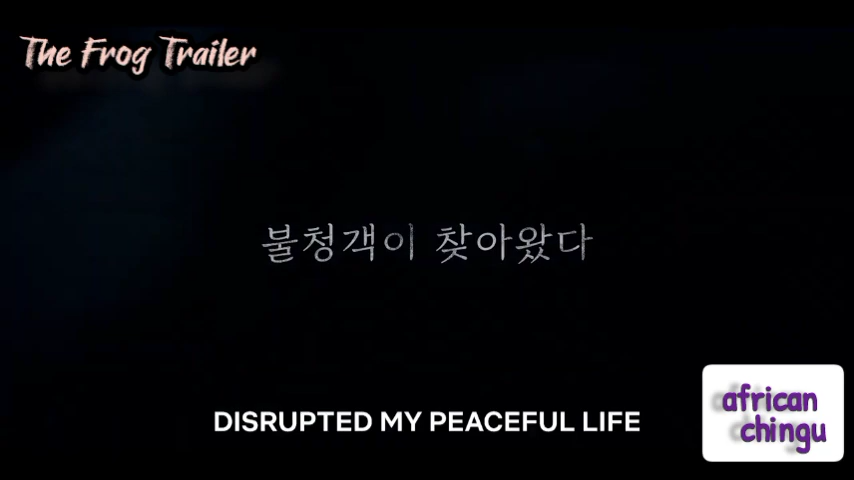 The Frog Trailer
불청객이 찾아왔다
DISRUPTED MY PEACEFUL LIFE
african
chingu